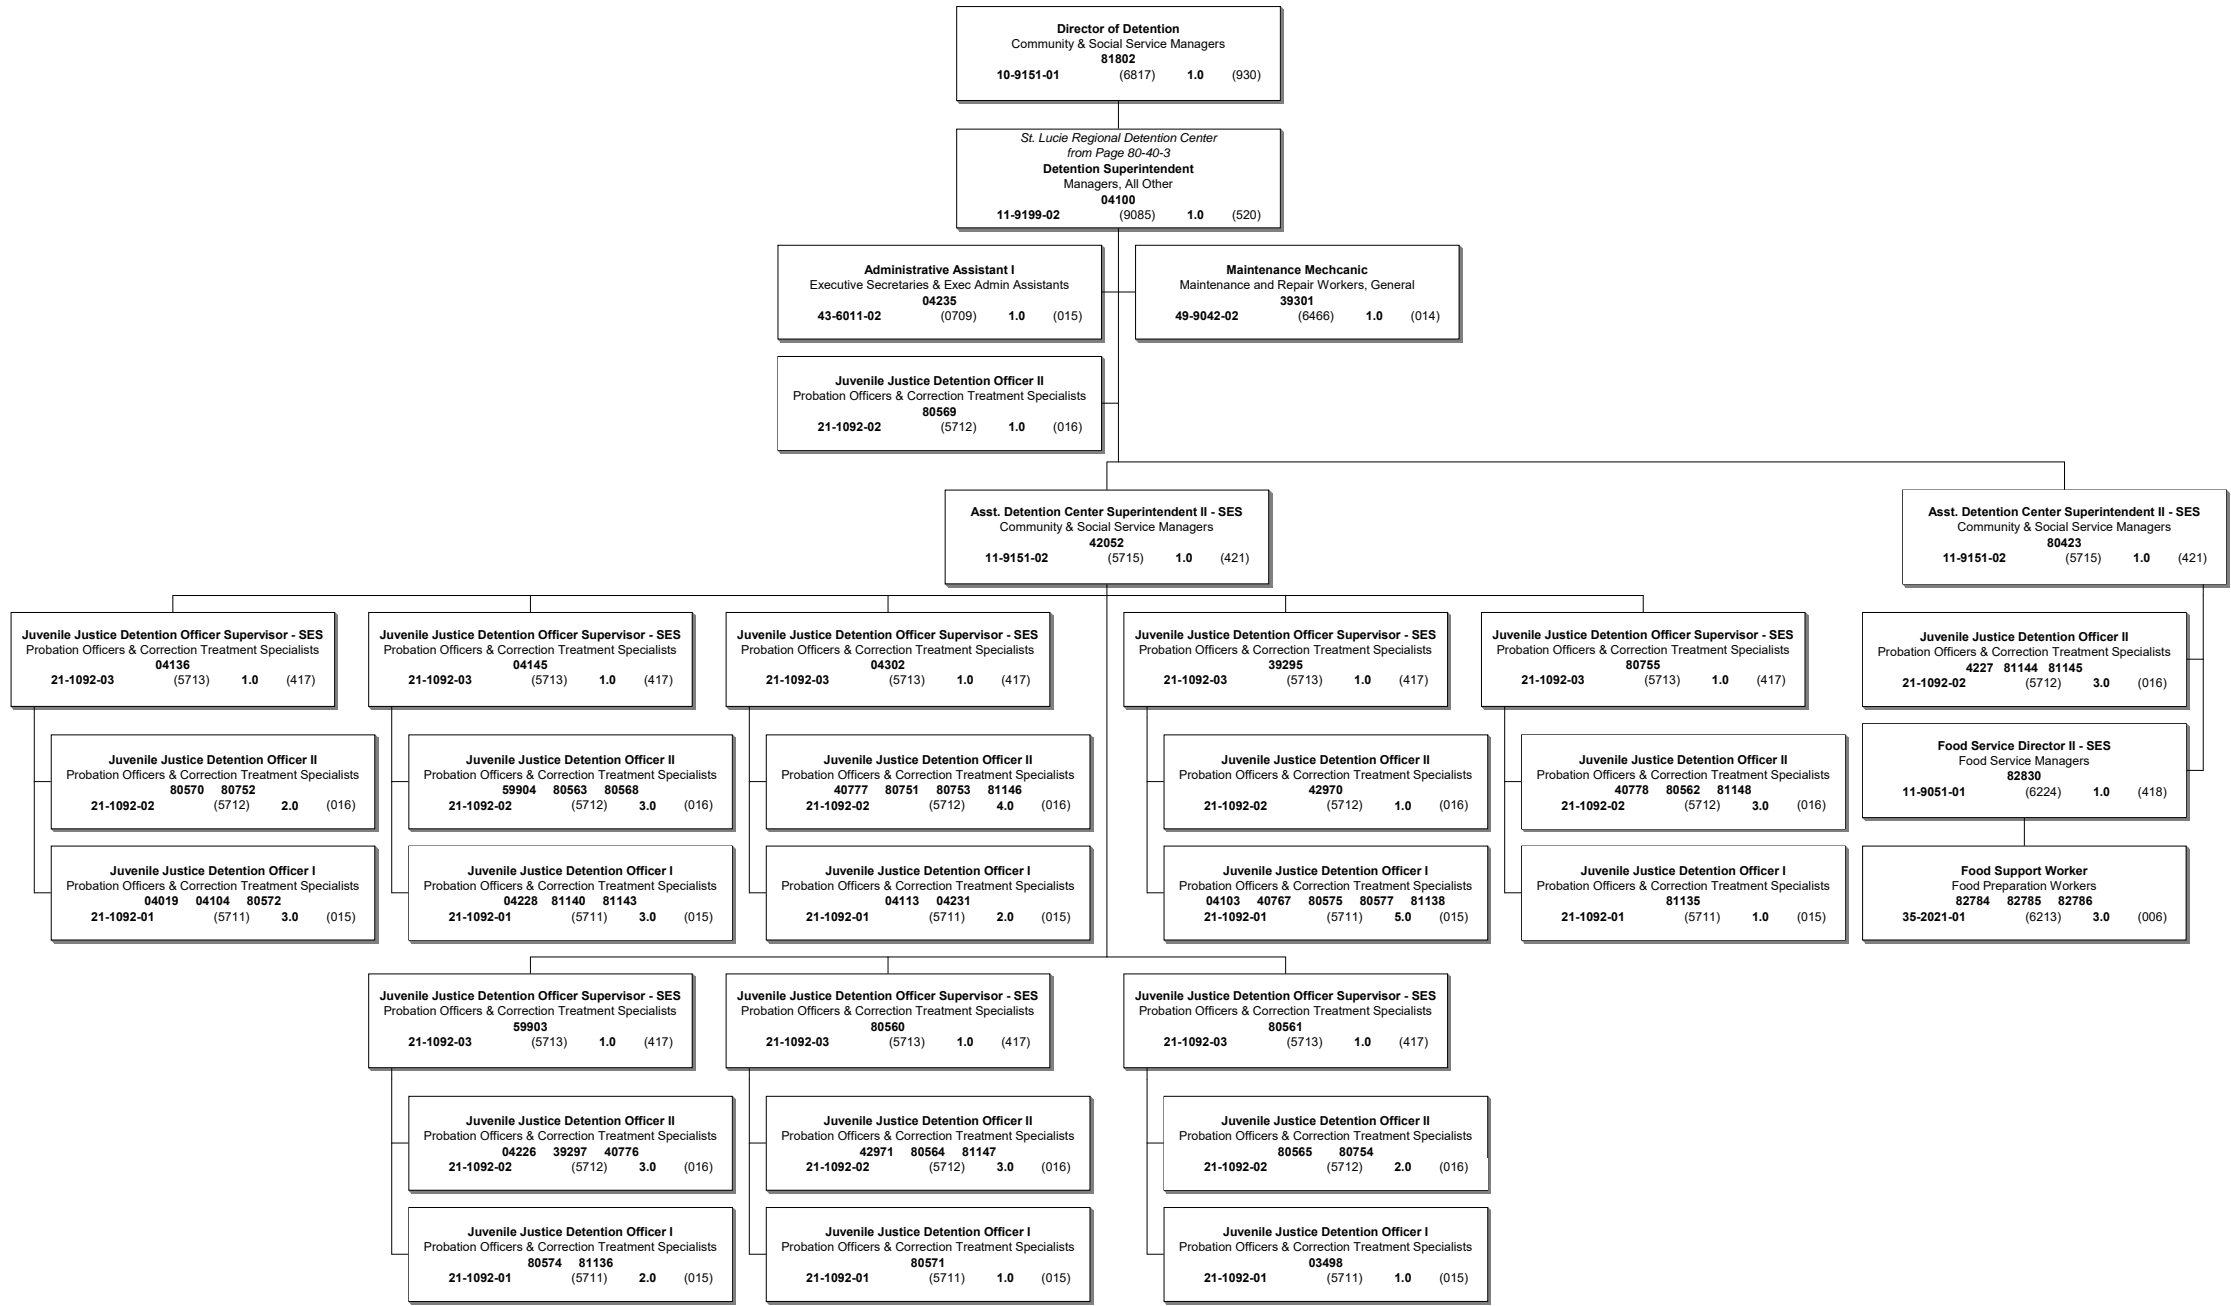 Director of Detention
Community & Social Service Managers
81802
10-9151-01 (6817) 1.0 (930)
St. Lucie Regional Detention Center
from Page 80-40-3
Detention Superintendent
Managers, All Other
04100
11-9199-02 (9085) 1.0 (520)
Administrative Assistant I
Executive Secretaries & Exec Admin Assistants
04235
43-6011-02 (0709) 1.0 (015)
Maintenance Mechcanic
Maintenance and Repair Workers, General
39301
49-9042-02 (6466) 1.0 (014)
Juvenile Justice Detention Officer II
Probation Officers & Correction Treatment Specialists
80569
21-1092-02 (5712) 1.0 (016)
Asst. Detention Center Superintendent II - SES
Community & Social Service Managers
42052
11-9151-02 (5715) 1.0 (421)
Asst. Detention Center Superintendent II - SES
Community & Social Service Managers
80423
11-9151-02 (5715) 1.0 (421)
Juvenile Justice Detention Officer Supervisor - SES
Probation Officers & Correction Treatment Specialists
04136
21-1092-03 (5713) 1.0 (417)
Juvenile Justice Detention Officer Supervisor - SES
Probation Officers & Correction Treatment Specialists
04145
21-1092-03 (5713) 1.0 (417)
Juvenile Justice Detention Officer Supervisor - SES
Probation Officers & Correction Treatment Specialists
04302
21-1092-03 (5713) 1.0 (417)
Juvenile Justice Detention Officer Supervisor - SES
Probation Officers & Correction Treatment Specialists
39295
21-1092-03 (5713) 1.0 (417)
Juvenile Justice Detention Officer Supervisor - SES
Probation Officers & Correction Treatment Specialists
80755
21-1092-03 (5713) 1.0 (417)
Juvenile Justice Detention Officer II
Probation Officers & Correction Treatment Specialists
4227 81144 81145
21-1092-02 (5712) 3.0 (016)
Juvenile Justice Detention Officer II
Probation Officers & Correction Treatment Specialists
80570 80752
21-1092-02 (5712) 2.0 (016)
Juvenile Justice Detention Officer II
Probation Officers & Correction Treatment Specialists
59904 80563 80568
21-1092-02 (5712) 3.0 (016)
Juvenile Justice Detention Officer II
Probation Officers & Correction Treatment Specialists
40777 80751 80753 81146
21-1092-02 (5712) 4.0 (016)
Juvenile Justice Detention Officer II
Probation Officers & Correction Treatment Specialists
42970
21-1092-02 (5712) 1.0 (016)
Juvenile Justice Detention Officer II
Probation Officers & Correction Treatment Specialists
40778 80562 81148
21-1092-02 (5712) 3.0 (016)
Food Service Director II - SES
Food Service Managers
82830
11-9051-01 (6224) 1.0 (418)
Juvenile Justice Detention Officer I
Probation Officers & Correction Treatment Specialists
04019 04104 80572
21-1092-01 (5711) 3.0 (015)
Juvenile Justice Detention Officer I
Probation Officers & Correction Treatment Specialists
04228 81140 81143
21-1092-01 (5711) 3.0 (015)
Juvenile Justice Detention Officer I
Probation Officers & Correction Treatment Specialists
04113 04231
21-1092-01 (5711) 2.0 (015)
Juvenile Justice Detention Officer I
Probation Officers & Correction Treatment Specialists
04103 40767 80575 80577 81138
21-1092-01 (5711) 5.0 (015)
Juvenile Justice Detention Officer I
Probation Officers & Correction Treatment Specialists
81135
21-1092-01 (5711) 1.0 (015)
Food Support Worker
Food Preparation Workers
82784 82785 82786
35-2021-01 (6213) 3.0 (006)
Juvenile Justice Detention Officer Supervisor - SES
Probation Officers & Correction Treatment Specialists
59903
21-1092-03 (5713) 1.0 (417)
Juvenile Justice Detention Officer Supervisor - SES
Probation Officers & Correction Treatment Specialists
80560
21-1092-03 (5713) 1.0 (417)
Juvenile Justice Detention Officer Supervisor - SES
Probation Officers & Correction Treatment Specialists
80561
21-1092-03 (5713) 1.0 (417)
Juvenile Justice Detention Officer II
Probation Officers & Correction Treatment Specialists
04226 39297 40776
21-1092-02 (5712) 3.0 (016)
Juvenile Justice Detention Officer II
Probation Officers & Correction Treatment Specialists
42971 80564 81147
21-1092-02 (5712) 3.0 (016)
Juvenile Justice Detention Officer II
Probation Officers & Correction Treatment Specialists
80565 80754
21-1092-02 (5712) 2.0 (016)
Juvenile Justice Detention Officer I
Probation Officers & Correction Treatment Specialists
80574 81136
21-1092-01 (5711) 2.0 (015)
Juvenile Justice Detention Officer I
Probation Officers & Correction Treatment Specialists
80571
21-1092-01 (5711) 1.0 (015)
Juvenile Justice Detention Officer I
Probation Officers & Correction Treatment Specialists
03498
21-1092-01 (5711) 1.0 (015)